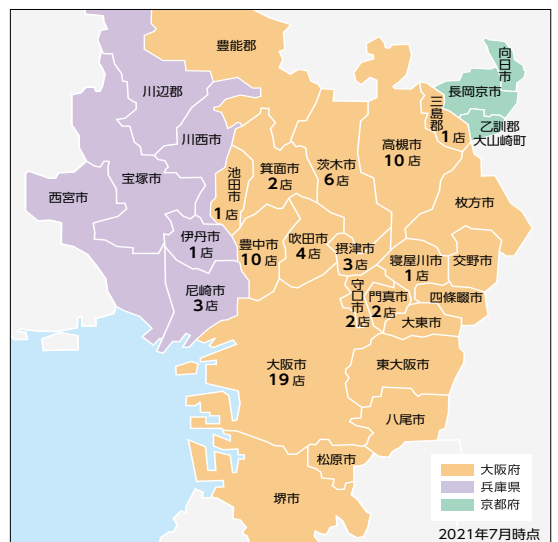 豊能郡
向日市
川辺郡
長岡京市
三島郡
1店
乙訓郡
大山崎町
川西市
高槻市
10店
箕面市
2店
茨木市
6店
池田市
1店
宝塚市
西宮市
枚方市
伊丹市
1店
豊中市
10店
吹田市
4店
摂津市
3店
寝屋川市
1店
交野市
尼崎市
3店
守口市
2店
門真市
2店
四條畷市
大東市
大阪市
19店
東大阪市
八尾市
松原市
堺市
大阪府
兵庫県
京都府
2021年7月時点